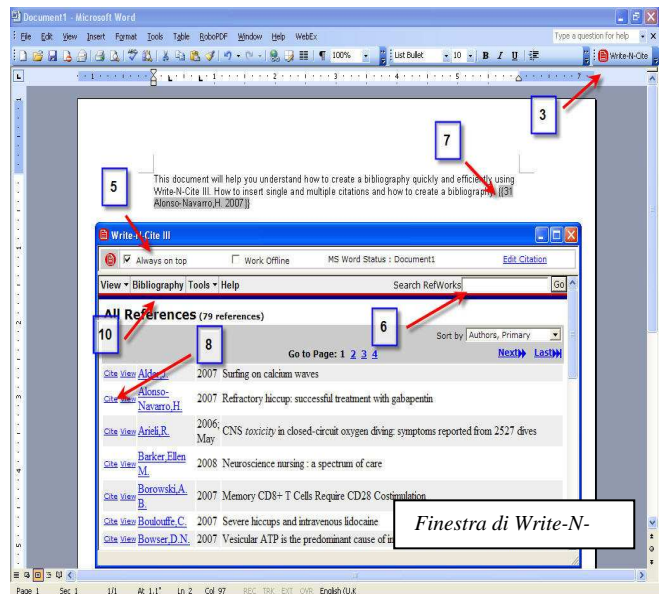 Document1 - Microsoft Word
File Edit View Insert Format Tools Table RoboPDF Window Help WebEx Type a question for help
100% List Bullet 10 B I U Write-N-Cite
1 1 2 3 4 5 7
3
7
This document will help you understand how to create a bibliography quickly and efficiently using
5
Write-N-Cite III. How to insert single and multiple citations and how to create a bibliography. {{31
Alonso-Navarro,H. 2007}}
Write-N-Cite III
Always on top Work Offline MS Word Status : Document1 Edit Citation
View Bibliography Tools Help Search RefWorks Go
All References (79 references)
10
6
8
Sort by Authors, Primary
Go to Page: 1 2 3 4 Next Last
Cite View Alder,J. 2007 Surfing on calcium waves
Cite View Alonso-Navarro,H. 2007 Refractory hiccup: successful treatment with gabapentin
Cite View Arieli,R. 2006; May CNS toxicity in closed-circuit oxygen diving: symptoms reported from 2527 dives
Cite View Barker,Ellen M. 2008 Neuroscience nursing : a spectrum of care
Cite View Borowski,A. B. 2007 Memory CD8+ T Cells Require CD28 Costimulation
Cite View Boulouffe,C. 2007 Severe hiccups and intravenous lidocaine
Cite View Bowser,D.N. 2007 Vesicular ATP is the predominant cause of
Finestra di Write-N-
Page 1 Sec 1 1/1 At 1.1" Ln 2 Col 97 REC TRK EXT OVR English (U.K